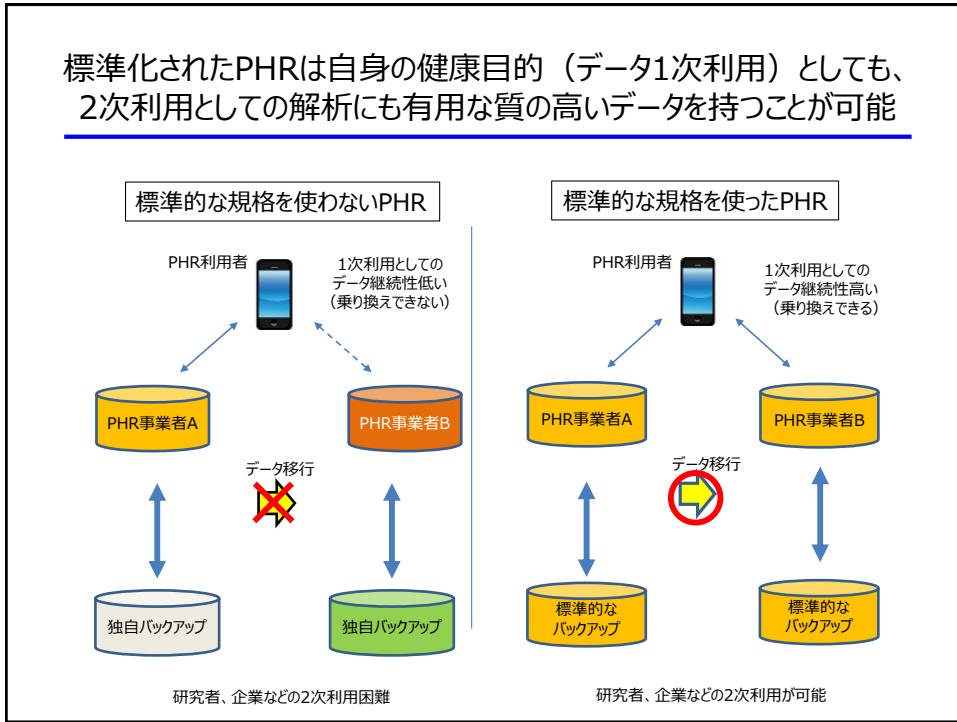 標準化されたPHRは自身の健康目的（データ1次利用）としても、
2次利用としての解析にも有用な質の高いデータを持つことが可能
標準的な規格を使わないPHR
PHR利用者
1次利用としての
データ継続性低い
（乗り換えできない）
PHR事業者A
PHR事業者B
データ移行
独自バックアップ
独自バックアップ
研究者、企業などの2次利用困難
標準的な規格を使ったPHR
PHR利用者
1次利用としての
データ継続性高い
（乗り換えできる）
PHR事業者A
PHR事業者B
データ移行
標準的な
バックアップ
標準的な
バックアップ
研究者、企業などの2次利用が可能